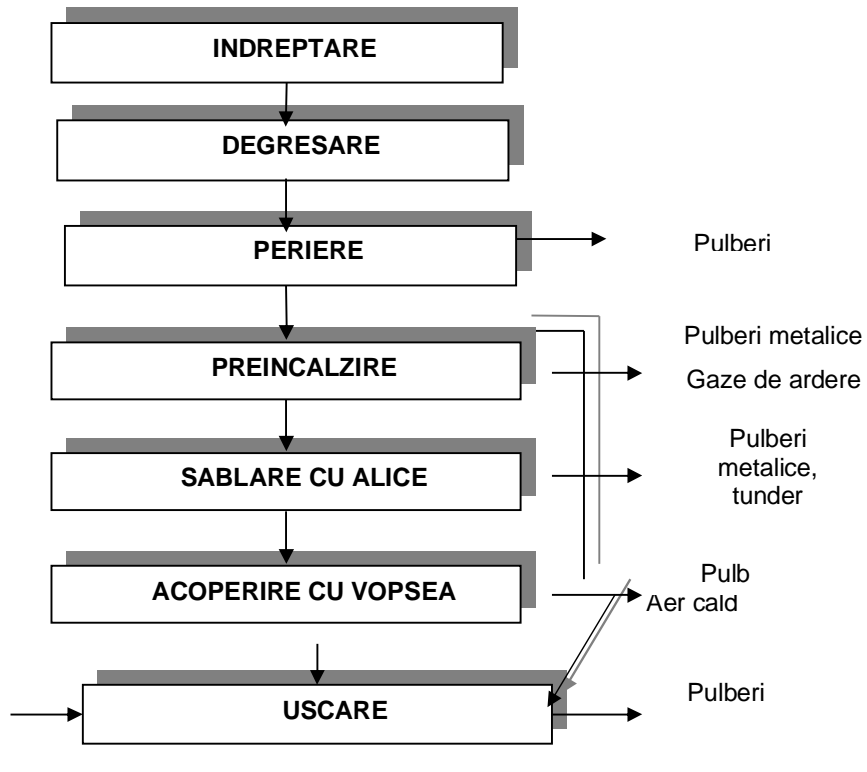 INDREPTARE
DEGRESARE
PERIERE
Pulberi
Pulberi metalice
PREINCALZIRE
Gaze de ardere
Pulberi
metalice,
tunder
SABLARE CU ALICE
ACOPERIRE CU VOPSEA
Pulb
Aer cald
USCARE
Pulberi